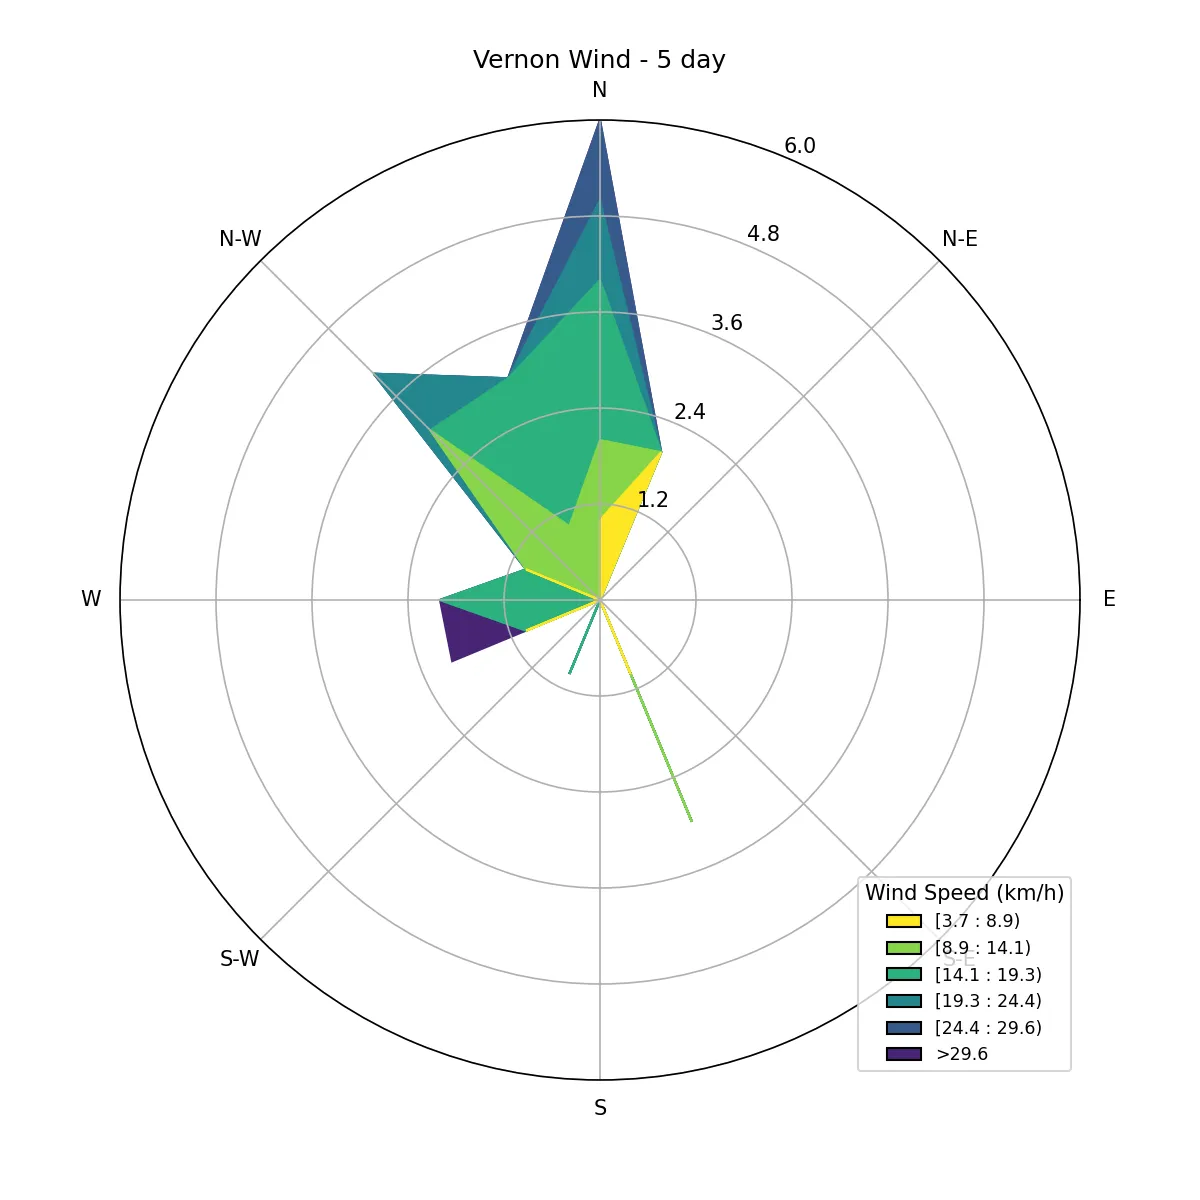 Vernon Wind - 5 day
N
6.0
N-W
N-E
4.8
3.6
2.4
1.2
W
E
Wind Speed (km/h)
[3.7 : 8.9)
[8.9 : 14.1)
S-W
S-E
[14.1 : 19.3)
[19.3 : 24.4)
[24.4 : 29.6)
>29.6
S